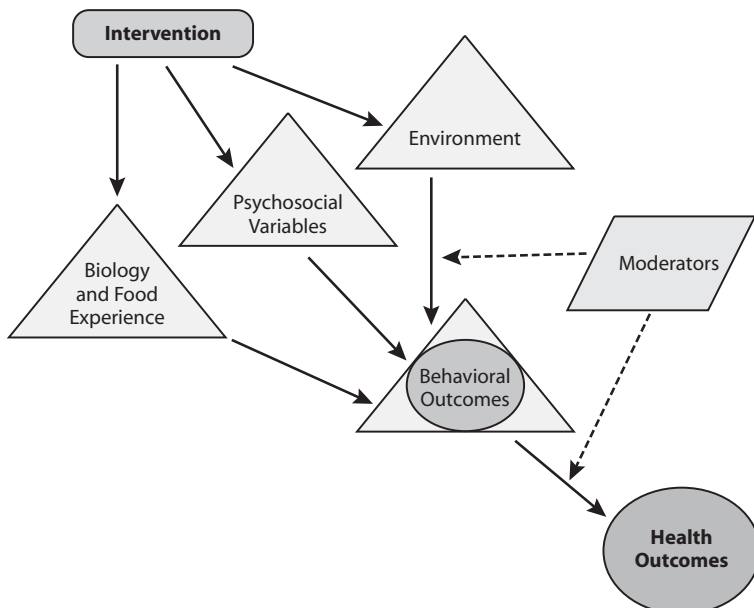 Intervention
Environment
Psychosocial
Variables
Moderators
Biology
and Food
Experience
Behavioral
Outcomes
Health
Outcomes